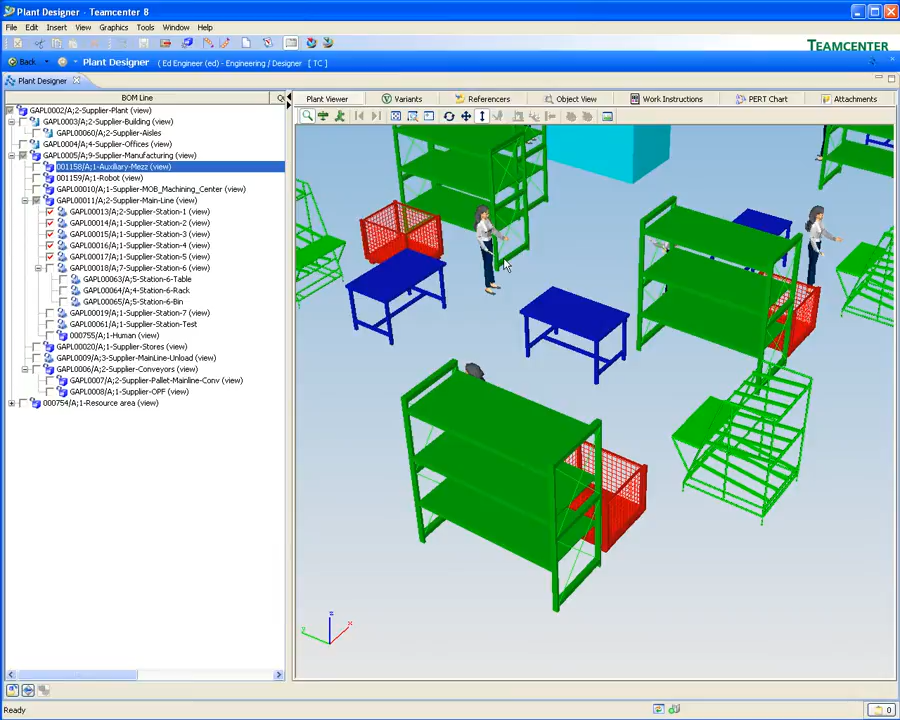 Plant Designer - Teamcenter 8
File Edit Insert View Graphics Tools Window Help
TEAMCENTER
Back Plant Designer ( Ed Engineer (ed) - Engineering / Designer [ TC ]
Plant Designer
BOM Line
Plant Viewer Variants Referencers Object View Work Instructions PERT Chart Attachments
GAPL0002/A;2-Supplier-Plant (view)
GAPL0003/A;2-Supplier-Building (view)
GAPL00060/A;2-Supplier-Aisles
GAPL0004/A;2-Supplier-Offices (view)
GAPL0005/A;9-Supplier-Manufacturing (view)
001158/A;1-Auxiliary-Mezz (view)
001159/A;1-Robot (view)
GAPL00010/A;1-Supplier-MOB_Machining_Center (view)
GAPL00011/A;2-Supplier-Main-Line (view)
GAPL00013/A;2-Supplier-Station-1 (view)
GAPL00014/A;1-Supplier-Station-2 (view)
GAPL00015/A;1-Supplier-Station-3 (view)
GAPL00016/A;1-Supplier-Station-4 (view)
GAPL00017/A;1-Supplier-Station-5 (view)
GAPL00018/A;7-Supplier-Station-6 (view)
GAPL00063/A;5-Station-6-Table
GAPL00064/A;4-Station-6-Rack
GAPL00065/A;2-Station-6-Bin
GAPL00019/A;1-Supplier-Station-7 (view)
GAPL00061/A;1-Supplier-Station-Test
000755/A;1-Human (view)
GAPL00020/A;1-Supplier-Stores (view)
GAPL0009/A;3-Supplier-MainLine-Unload (view)
GAPL0006/A;2-Supplier-Conveyors (view)
GAPL0007/A;2-Supplier-Pallet-Mainline-Conv (view)
GAPL0008/A;1-Supplier-OPF (view)
000754/A;1-Resource area (view)
z
y x
Ready
0